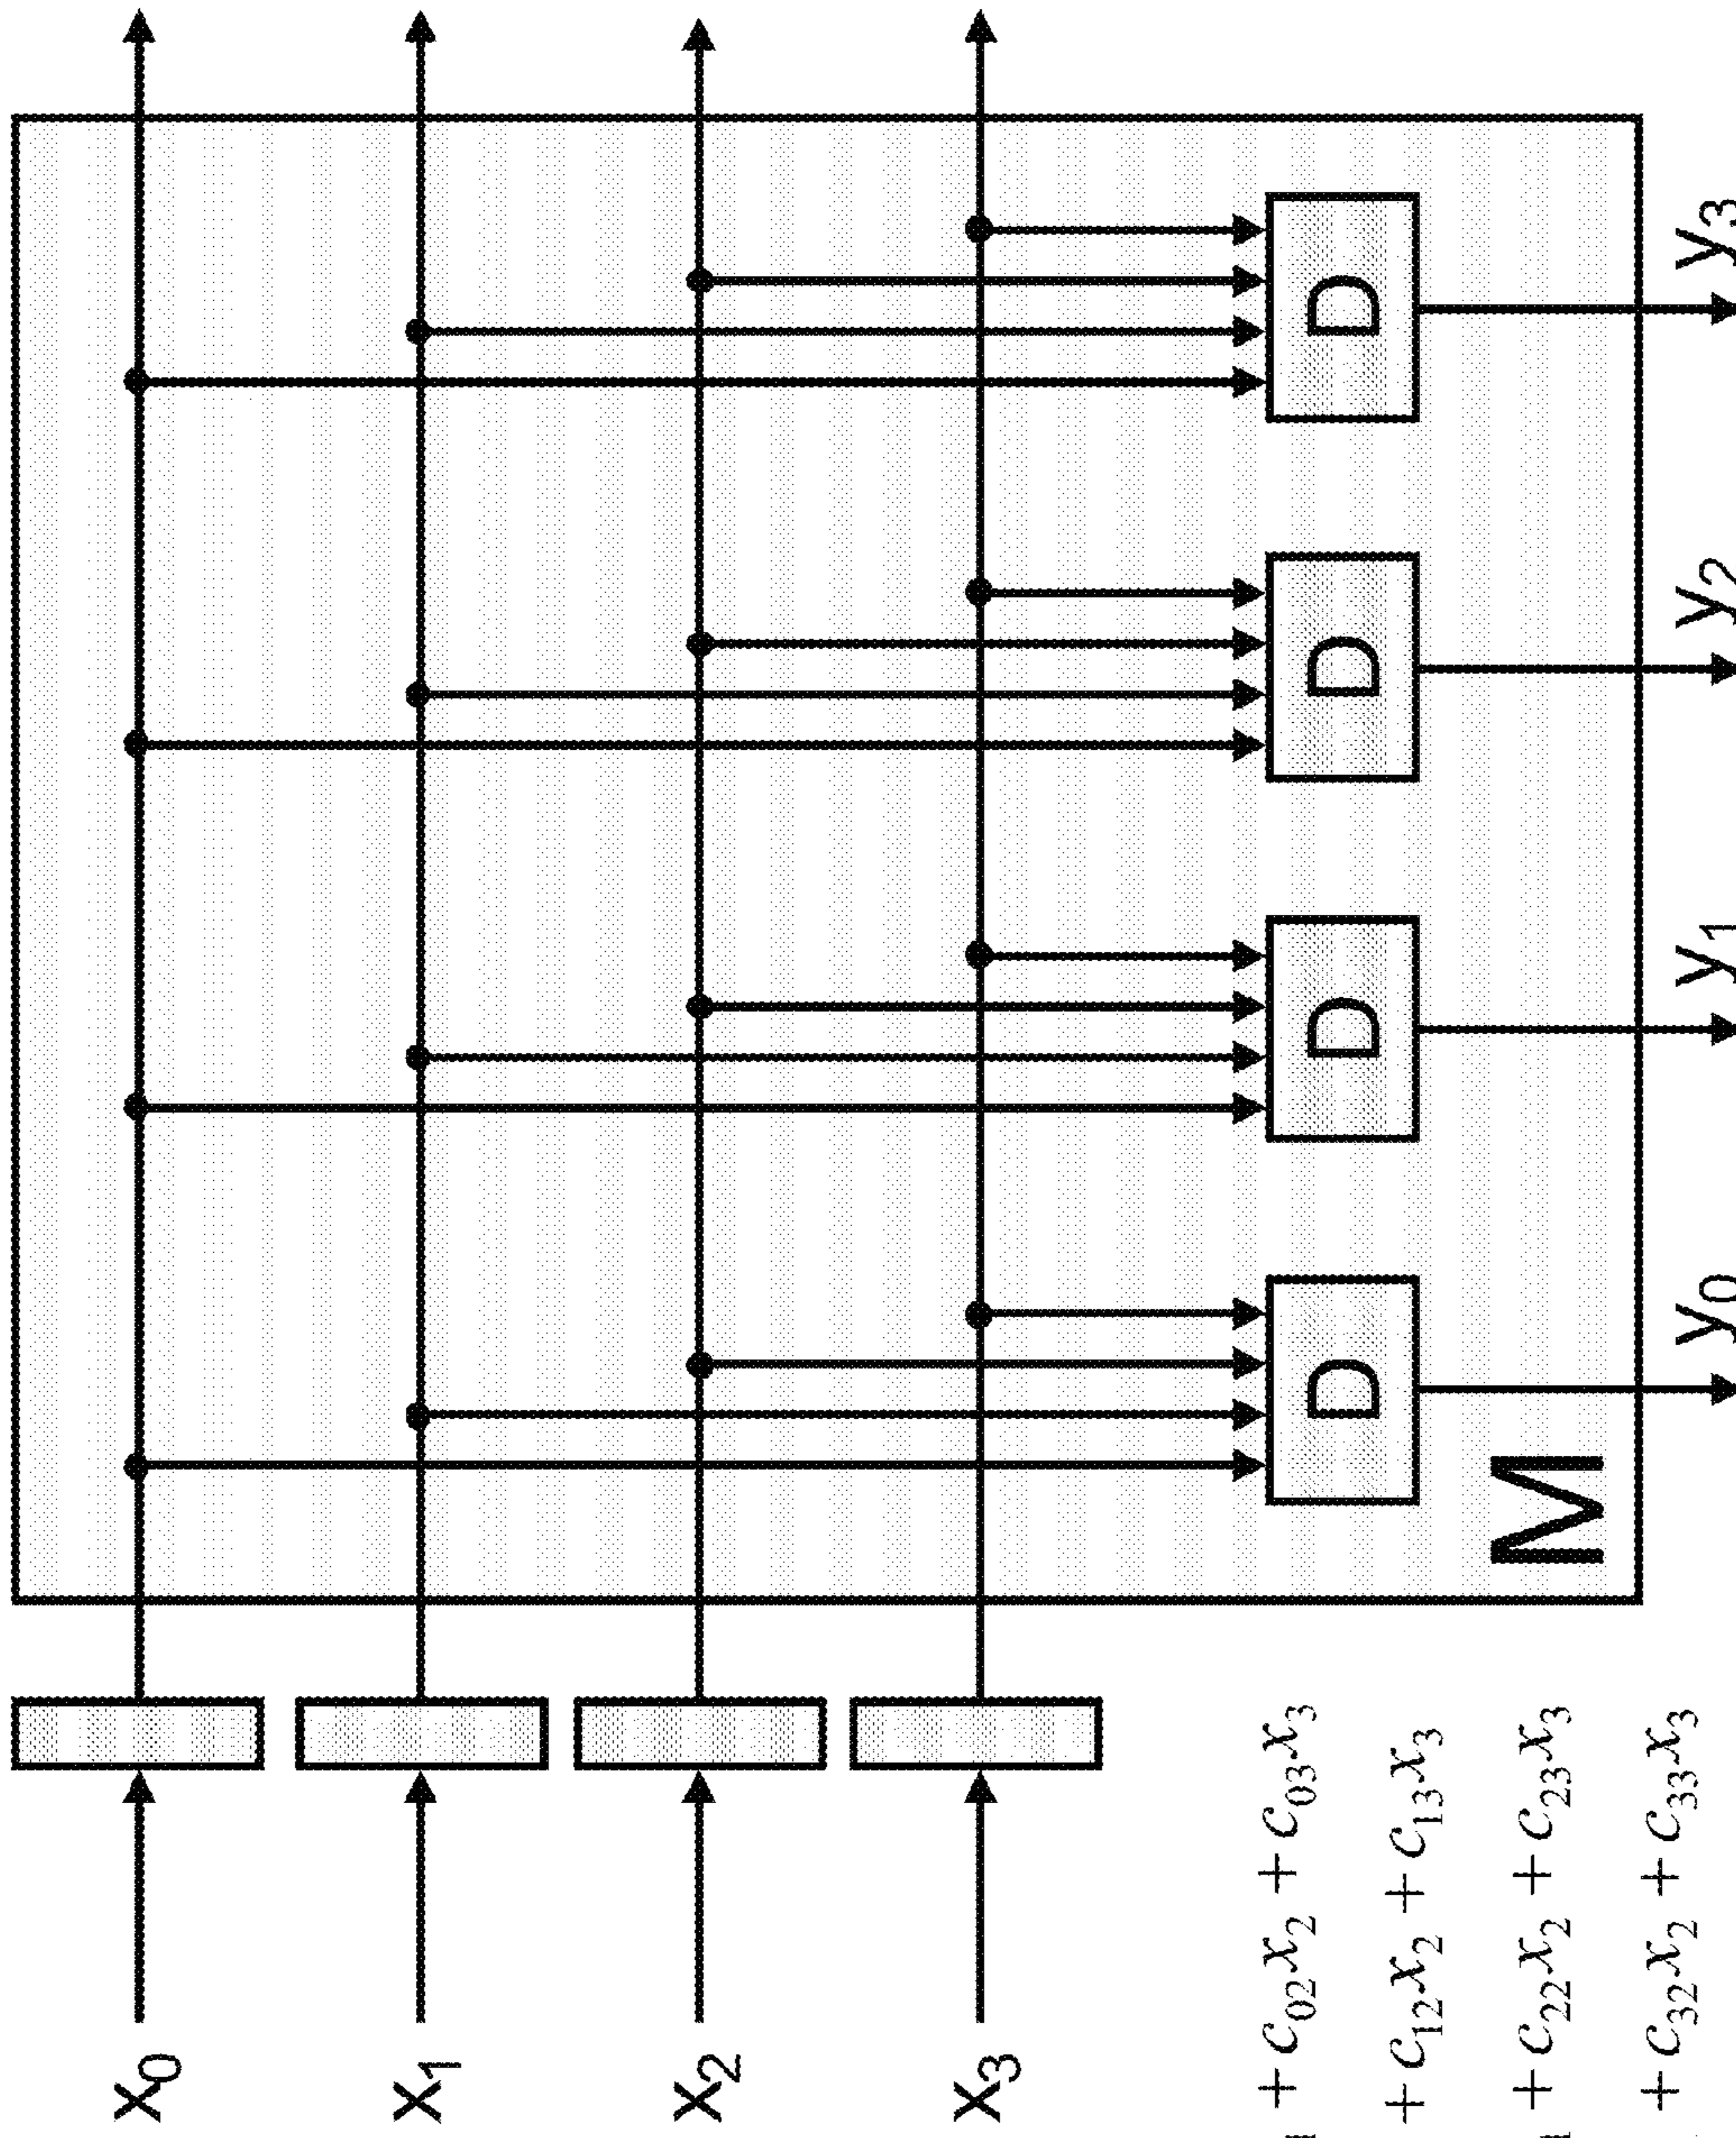 X₀
X₁
X₂
X₃
D
D
D
D
M
y₀
y₁
y₂
y₃
+ c₀₂x₂ + c₀₃x₃
+ c₁₂x₂ + c₁₃x₃
+ c₂₂x₂ + c₂₃x₃
+ c₃₂x₂ + c₃₃x₃